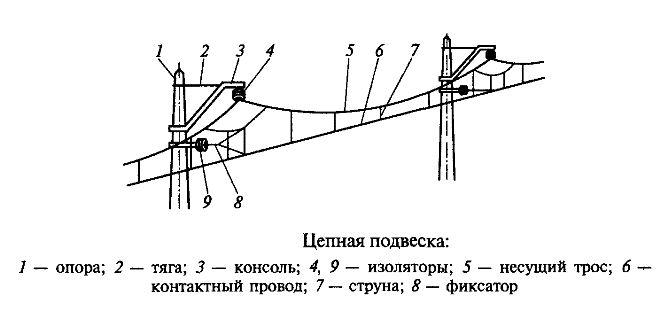 1 2 3 4 5 6 7
9 8
Цепная подвеска:
1 — опора; 2 — тяга; 3 — консоль; 4, 9 — изоляторы; 5 — несущий трос; 6 —
контактный провод; 7 — струна; 8 — фиксатор